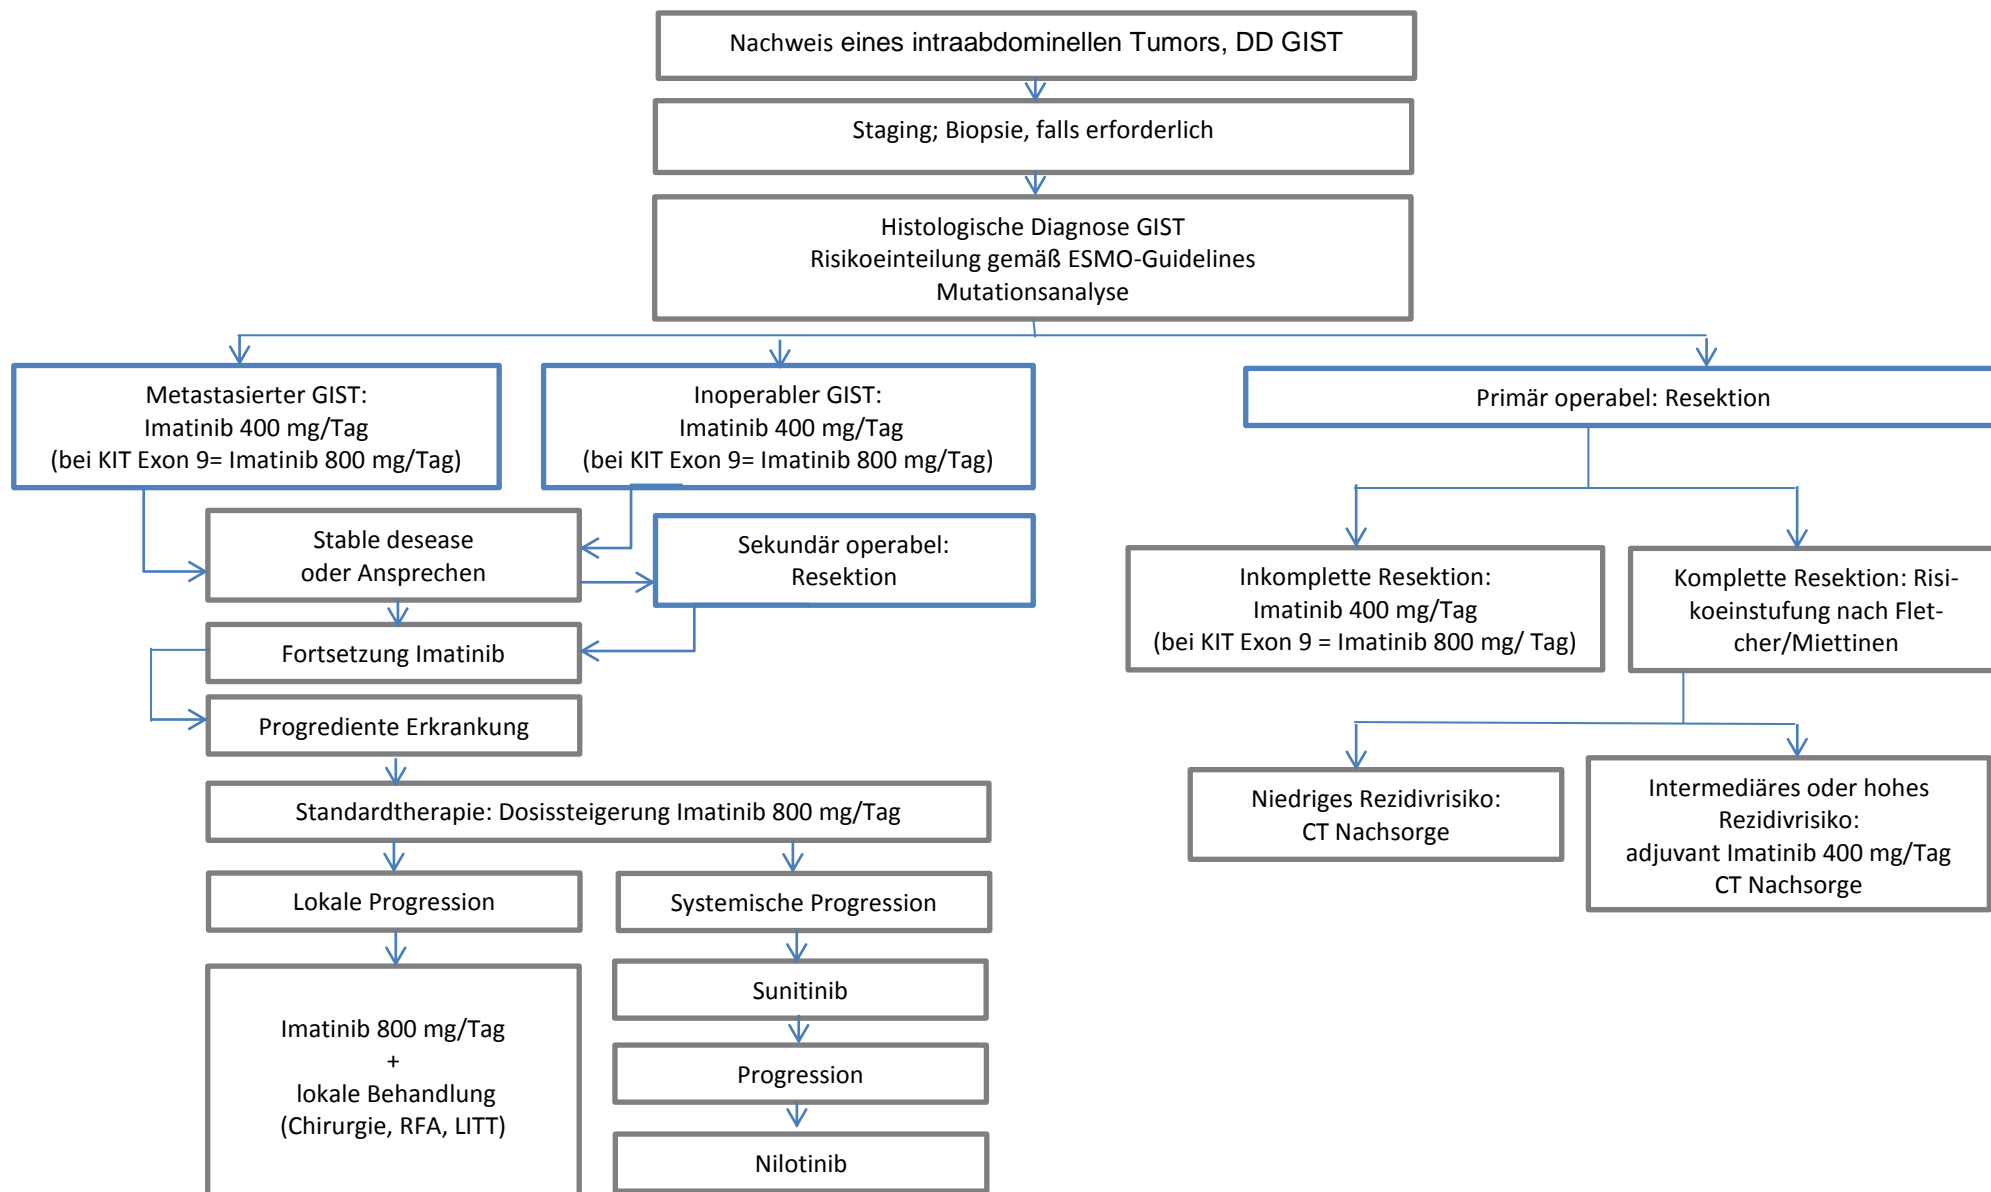 Nachweis eines intraabdominellen Tumors, DD GIST
Staging; Biopsie, falls erforderlich
Histologische Diagnose GIST
Risikoeinteilung gemäß ESMO-Guidelines
Mutationsanalyse
Metastasierter GIST:
Imatinib 400 mg/Tag
(bei KIT Exon 9= Imatinib 800 mg/Tag)
Inoperabler GIST:
Imatinib 400 mg/Tag
(bei KIT Exon 9= Imatinib 800 mg/Tag)
Primär operabel: Resektion
Stable desease
oder Ansprechen
Sekundär operabel:
Resektion
Inkomplette Resektion:
Imatinib 400 mg/Tag
(bei KIT Exon 9 = Imatinib 800 mg/ Tag)
Komplette Resektion: Risi-
koeinstufung nach Flet-
cher/Miettinen
Fortsetzung Imatinib
Progrediente Erkrankung
Standardtherapie: Dosissteigerung Imatinib 800 mg/Tag
Niedriges Rezidivrisiko:
CT Nachsorge
Intermediäres oder hohes
Rezidivrisiko:
adjuvant Imatinib 400 mg/Tag
CT Nachsorge
Lokale Progression
Systemische Progression
Imatinib 800 mg/Tag
+
lokale Behandlung
(Chirurgie, RFA, LITT)
Sunitinib
Progression
Nilotinib